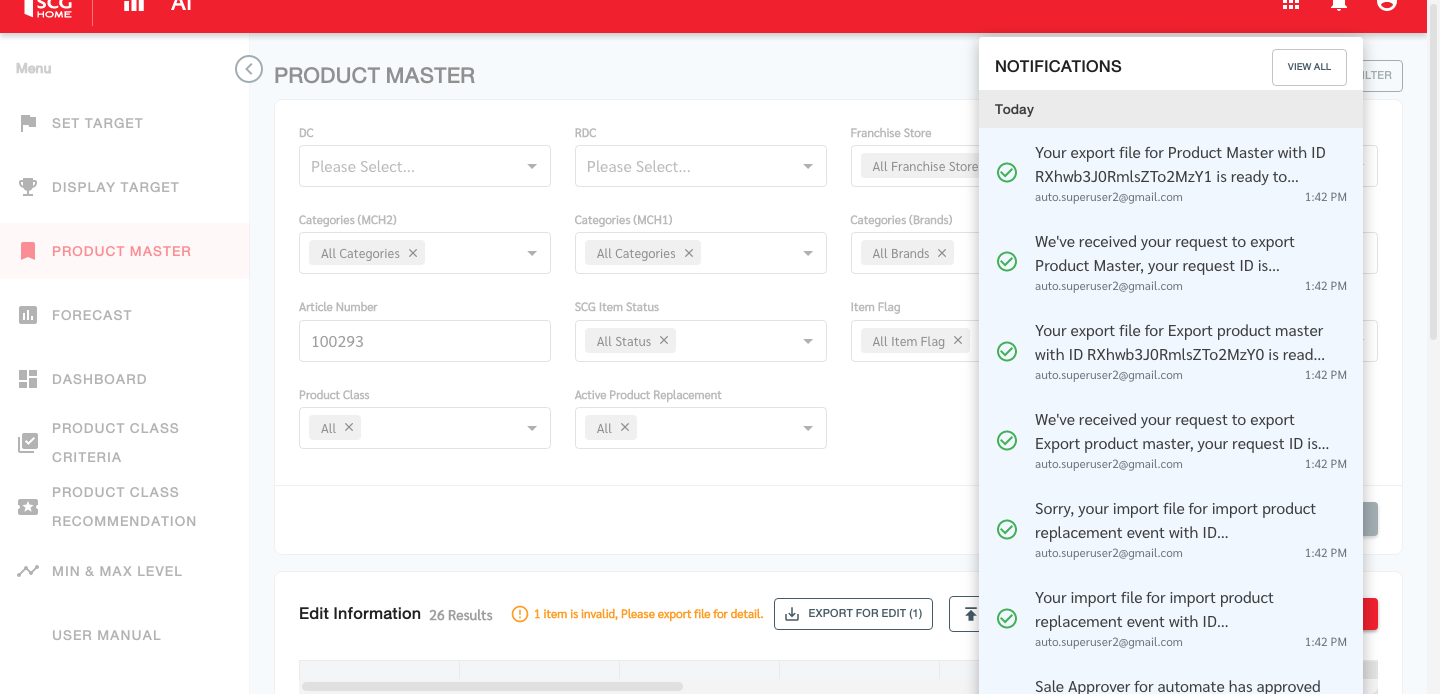 SCG
HOME
AI
Menu
SET TARGET
DISPLAY TARGET
PRODUCT MASTER
FORECAST
DASHBOARD
PRODUCT CLASS
CRITERIA
PRODUCT CLASS
RECOMMENDATION
MIN & MAX LEVEL
USER MANUAL
PRODUCT MASTER
DC
RDC
Franchise Store
Please Select...
Please Select...
All Franchise Store
Categories (MCH2)
Categories (MCH1)
Categories (Brands)
All Categories
All Categories
All Brands
Article Number
SCG Item Status
Item Flag
100293
All Status
All Item Flag
Product Class
Active Product Replacement
All
All
Edit Information 26 Results
1 item is invalid, Please export file for detail.
EXPORT FOR EDIT (1)
NOTIFICATIONS
VIEW ALL
Today
Your export file for Product Master with ID
RXhwb3J0RmlsZTo2MzY1 is ready to...
auto.superuser2@gmail.com 1:42 PM
We've received your request to export
Product Master, your request ID is...
auto.superuser2@gmail.com 1:42 PM
Your export file for Export product master
with ID RXhwb3J0RmlsZTo2MzY0 is read...
auto.superuser2@gmail.com 1:42 PM
We've received your request to export
Export product master, your request ID is...
auto.superuser2@gmail.com 1:42 PM
Sorry, your import file for import product
replacement event with ID...
auto.superuser2@gmail.com 1:42 PM
Your import file for import product
replacement event with ID...
auto.superuser2@gmail.com 1:42 PM
Sale Approver for automate has approved